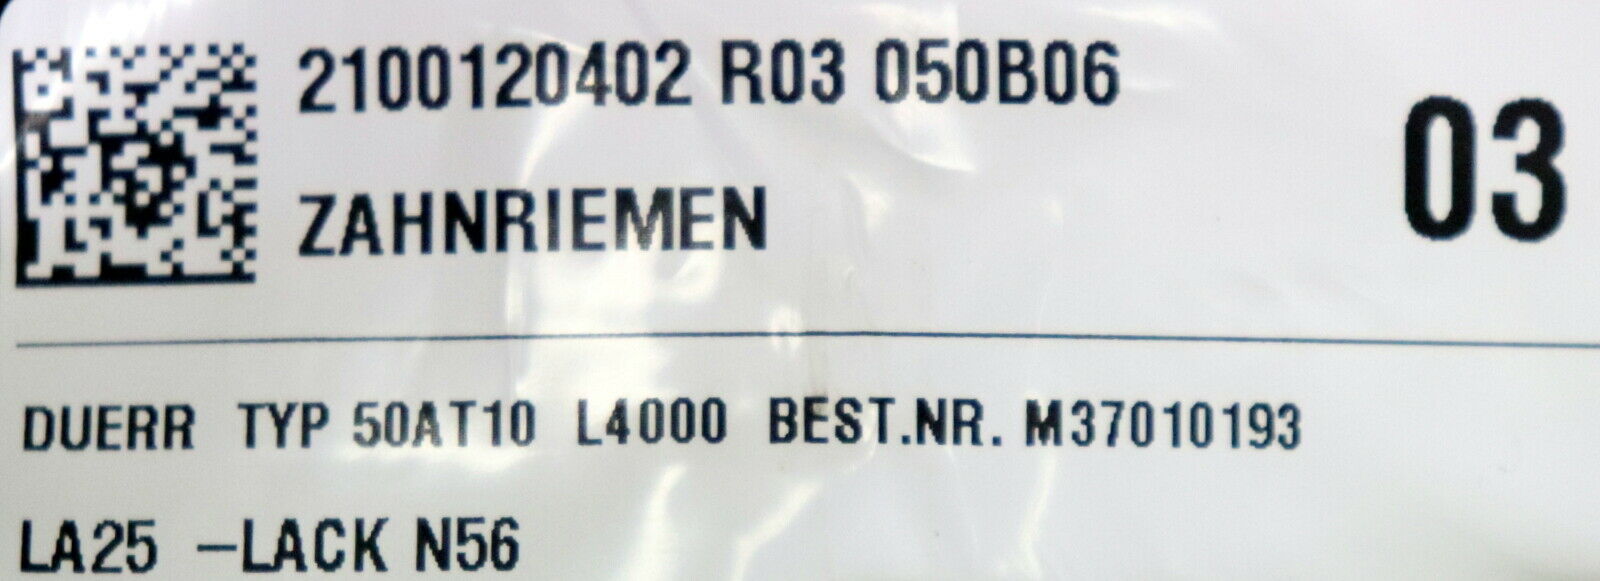 2100120402 R03 050B06
03
ZAHNRIEMEN
DUERR TYP 50AT10 L4000 BEST.NR. M37010193
LA25 -LACK N56